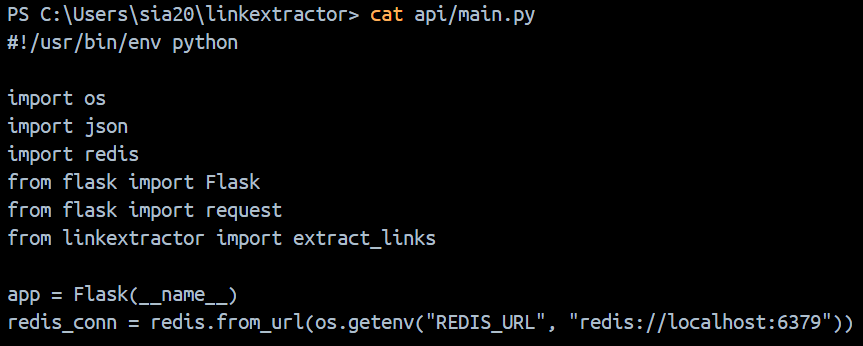 PS C:\Users\sia20\linkextractor> cat api/main.py
#!/usr/bin/env python
import os
import json
import redis
from flask import Flask
from flask import request
from linkextractor import extract_links
app = Flask(__name__)
redis_conn = redis.from_url(os.getenv("REDIS_URL", "redis://localhost:6379"))